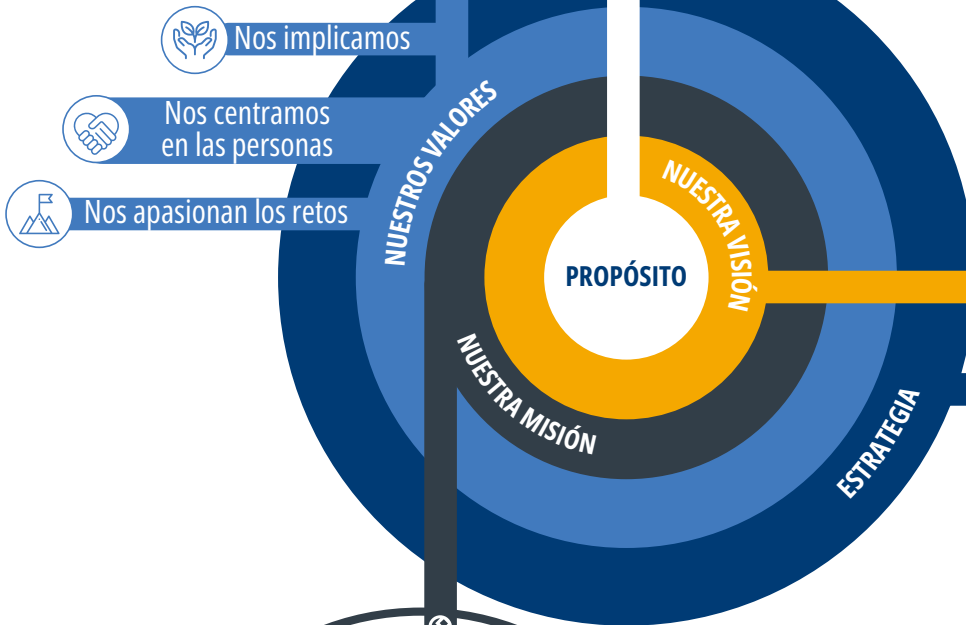 Nos implicamos
Nos centramos
en las personas
Nos apasionan los retos
NUESTROS VALORES
NUESTRA VISIÓN
PROPÓSITO
NUESTRA MISIÓN
ESTRATEGIA